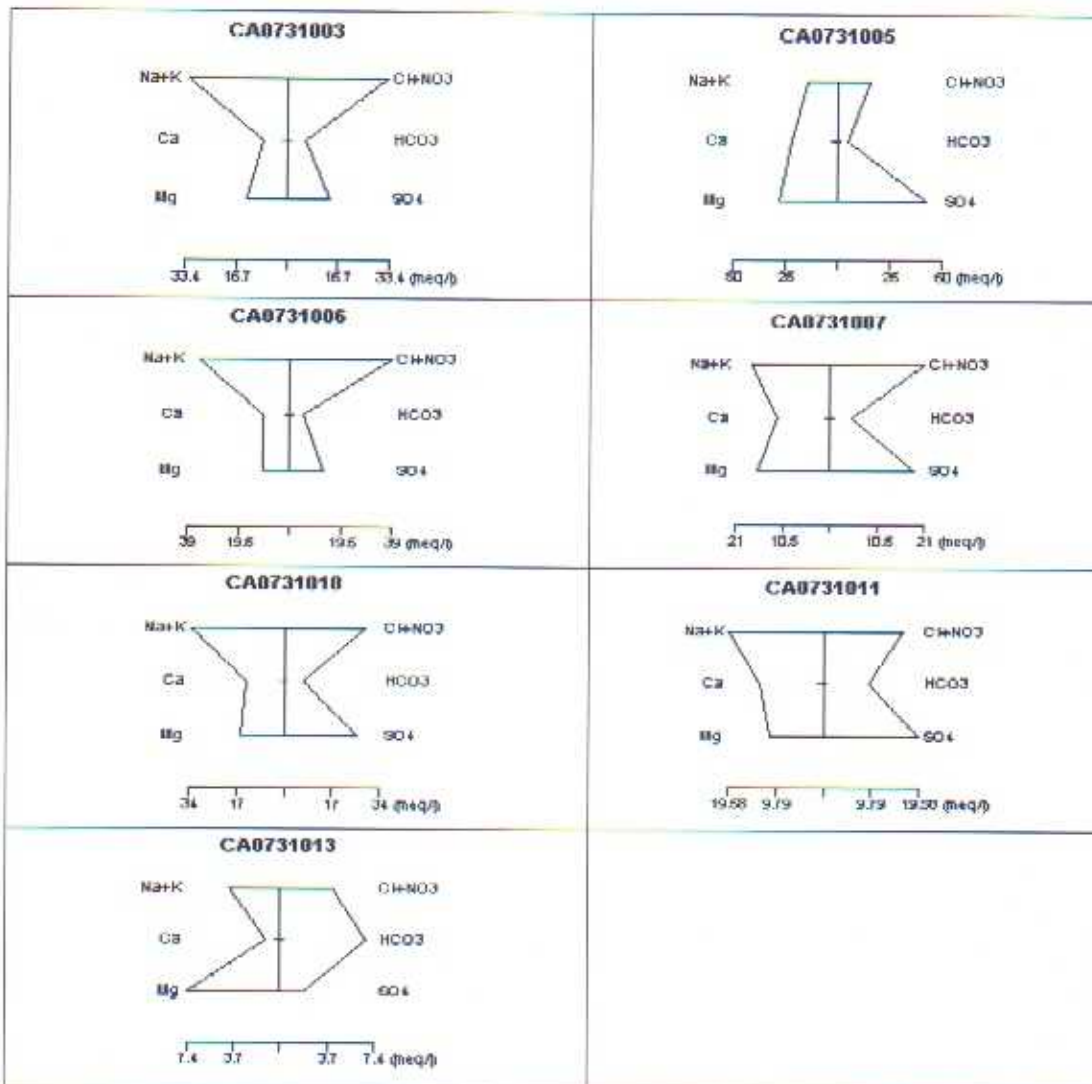 CA0731003
Na+K Cl+NO3
Ca HCO3
Mg SO4
33.4 16.7 16.7 33.4 (meq/l)
CA0731005
Na+K Cl+NO3
Ca HCO3
Mg SO4
50 25 25 50 (meq/l)
CA0731006
Na+K Cl+NO3
Ca HCO3
Mg SO4
39 19.5 19.5 39 (meq/l)
CA0731007
Na+K Cl+NO3
Ca HCO3
Mg SO4
21 10.5 10.5 21 (meq/l)
CA0731010
Na+K Cl+NO3
Ca HCO3
Mg SO4
34 17 17 34 (meq/l)
CA0731011
Na+K Cl+NO3
Ca HCO3
Mg SO4
19.58 9.79 9.79 19.58 (meq/l)
CA0731013
Na+K Cl+NO3
Ca HCO3
Mg SO4
7.4 3.7 3.7 7.4 (meq/l)